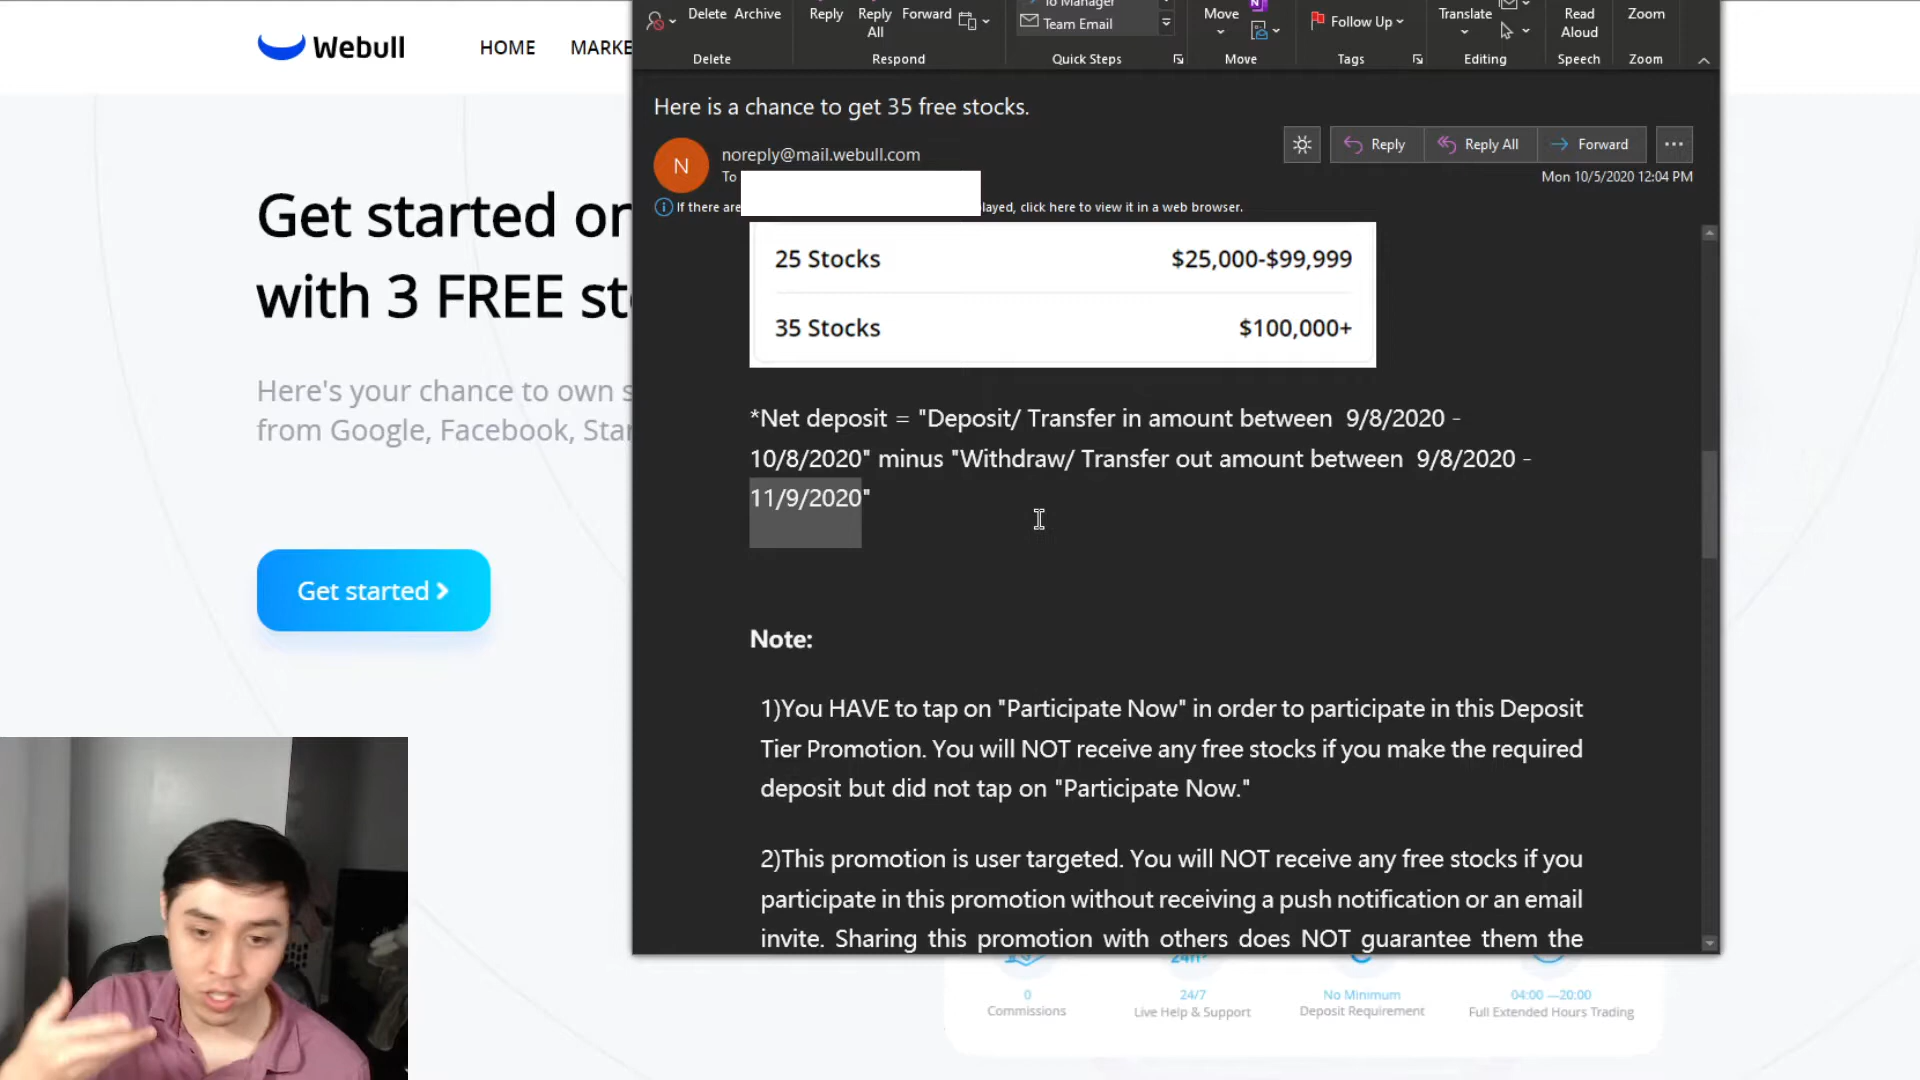 Webull
HOME
MARKE
Get started on
with 3 FREE st
Here's your chance to own s
from Google, Facebook, Star
Get started
To Manager
Team Email
Delete Archive
Reply Reply All Forward
Move
Follow Up
Translate
Read Aloud
Zoom
Delete
Respond
Quick Steps
Move
Tags
Editing
Speech
Zoom
Here is a chance to get 35 free stocks.
N
noreply@mail.webull.com
Reply
Reply All
Forward
To
Mon 10/5/2020 12:04 PM
If there are
layed, click here to view it in a web browser.
25 Stocks $25,000-$99,999
35 Stocks $100,000+
*Net deposit = "Deposit/ Transfer in amount between 9/8/2020 -
10/8/2020" minus "Withdraw/ Transfer out amount between 9/8/2020 -
11/9/2020"
Note:
1)You HAVE to tap on "Participate Now" in order to participate in this Deposit
Tier Promotion. You will NOT receive any free stocks if you make the required
deposit but did not tap on "Participate Now."
2)This promotion is user targeted. You will NOT receive any free stocks if you
participate in this promotion without receiving a push notification or an email
invite. Sharing this promotion with others does NOT guarantee them the
0
Commissions
24/7
Live Help & Support
No Minimum
Deposit Requirement
04:00 —20:00
Full Extended Hours Trading